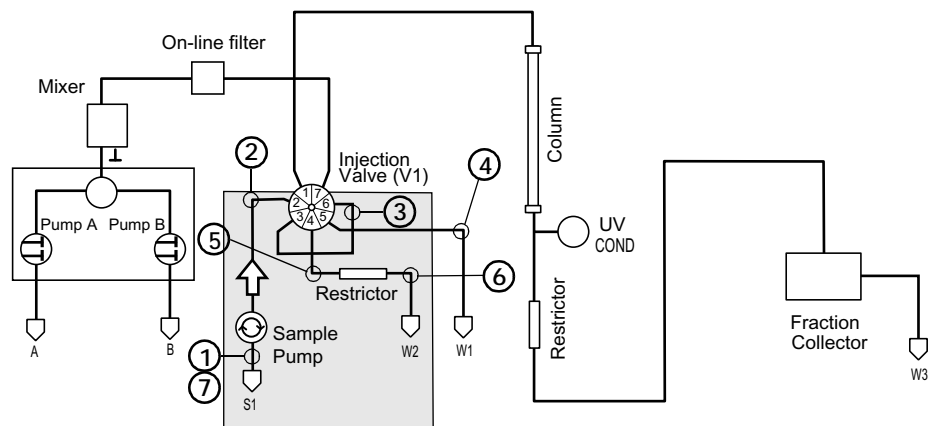 On-line filter
Mixer
Pump A
Pump B
A
B
Injection
Valve (V1)
1
7
2
6
3
5
4
2
4
3
5
6
Restrictor
Sample
Pump
1
7
S1
W2
W1
Column
UV
COND
Restrictor
Fraction
Collector
W3